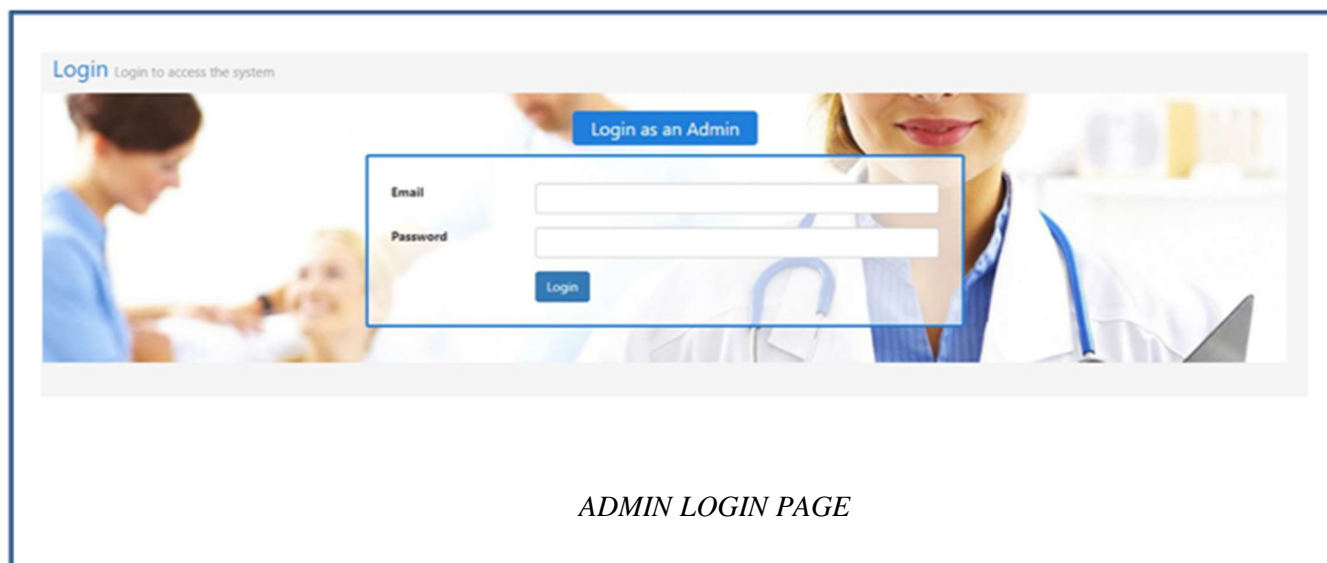 Login Login to access the system
Login as an Admin
Email
Password
Login
ADMIN LOGIN PAGE